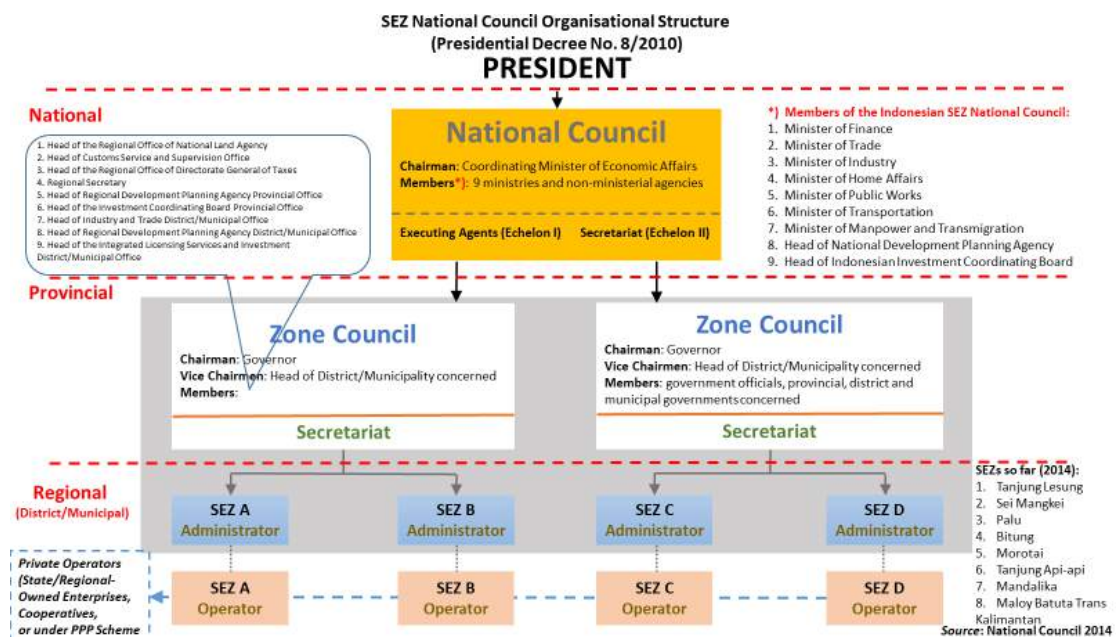 SEZ National Council Organisational Structure
(Presidential Decree No. 8/2010)
PRESIDENT
National
1. Head of the Regional Office of National Land Agency
2. Head of Customs Service and Supervision Office
3. Head of the Regional Office of Directorate General of Taxes
4. Regional Secretary
5. Head of Regional Development Planning Agency Provincial Office
6. Head of the Investment Coordinating Board Provincial Office
7. Head of Industry and Trade District/Municipal Office
8. Head of Regional Development Planning Agency District/Municipal Office
9. Head of the Integrated Licensing Services and Investment
District/Municipal Office
National Council
Chairman: Coordinating Minister of Economic Affairs
Members*): 9 ministries and non-ministerial agencies
Executing Agents (Echelon I) Secretariat (Echelon II)
*) Members of the Indonesian SEZ National Council:
1. Minister of Finance
2. Minister of Trade
3. Minister of Industry
4. Minister of Home Affairs
5. Minister of Public Works
6. Minister of Transportation
7. Minister of Manpower and Transmigration
8. Head of National Development Planning Agency
9. Head of Indonesian Investment Coordinating Board
Provincial
Zone Council
Chairman: Governor
Vice Chairmen: Head of District/Municipality concerned
Members:
Secretariat
Zone Council
Chairman: Governor
Vice Chairmen: Head of District/Municipality concerned
Members: government officials, provincial, district and
municipal governments concerned
Secretariat
Regional
(District/Municipal)
SEZ A
Administrator
SEZ B
Administrator
SEZ C
Administrator
SEZ D
Administrator
SEZs so far (2014):
1. Tanjung Lesung
2. Sei Mangkei
3. Palu
4. Bitung
5. Morotai
6. Tanjung Api-api
7. Mandalika
8. Maloy Batuta Trans
Kalimantan
Private Operators
(State/Regional-
Owned Enterprises,
Cooperatives,
or under PPP Scheme
SEZ A
Operator
SEZ B
Operator
SEZ C
Operator
SEZ D
Operator
Source: National Council 2014